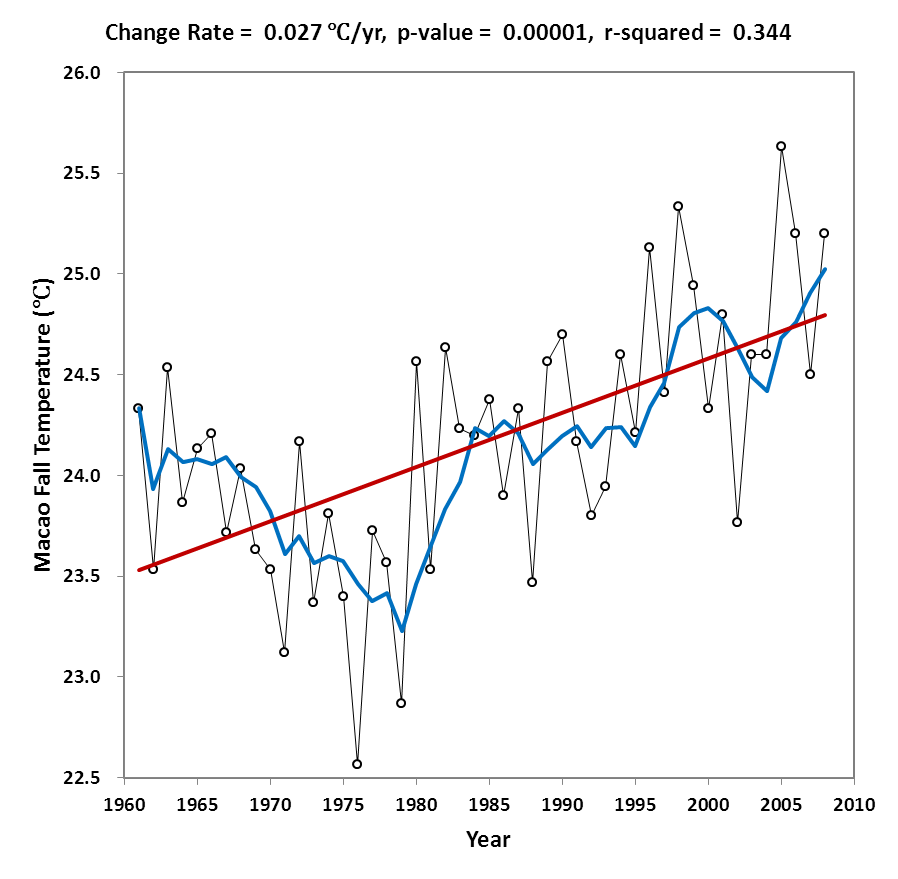 Change Rate = 0.027 °C/yr, p-value = 0.00001, r-squared = 0.344
26.0
25.5
25.0
24.5
24.0
23.5
23.0
22.5
Macao Fall Temperature (°C)
1960 1965 1970 1975 1980 1985 1990 1995 2000 2005 2010
Year